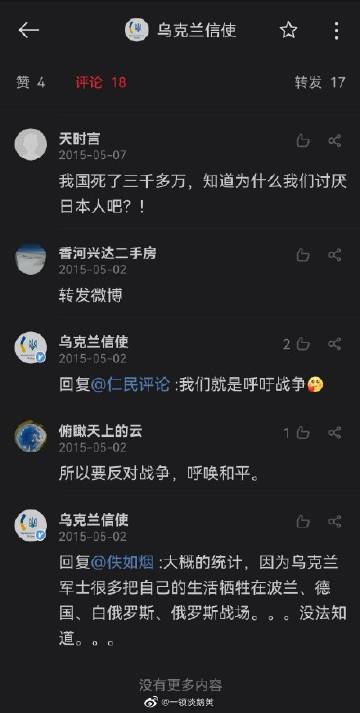 乌克兰信使
赞 4 评论 18 转发 17
天时言
2015-05-07
我国死了三千多万，知道为什么我们讨厌
日本人吧？！
香河兴达二手房
2015-05-02
转发微博
乌克兰信使
2015-05-02
2
回复@仁民评论 :我们就是呼吁战争
俯瞰天上的云
2015-05-02
1
所以要反对战争，呼唤和平。
乌克兰信使
2015-05-02
回复@佚如烟 :大概的统计，因为乌克兰
军士很多把自己的生活牺牲在波兰、德
国、白俄罗斯、俄罗斯战场。。。没法知
道。。。
没有更多内容